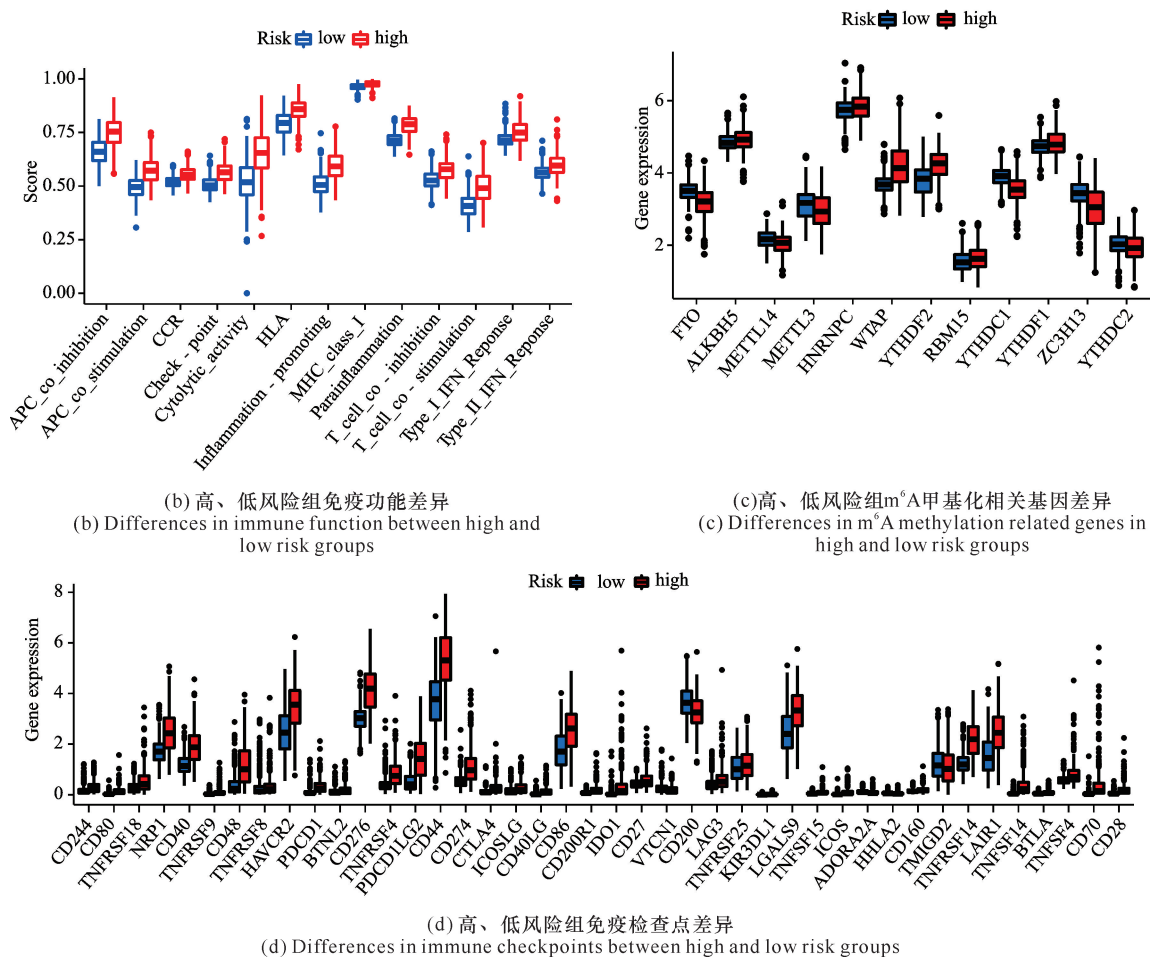 Risk low high
1.00
0.75
0.50
0.25
0.00
Score
APC_co_inhibition
APC_co_stimulation
CCR
Check - point
Cytolytic_activity
HLA
Inflammation - promoting
MHC_class_I
Parainflammation
T_cell_co - inhibition
T_cell_co - stimulation
Type_I_IFN_Reponse
Type_II_IFN_Reponse
(b) 高、低风险组免疫功能差异
(b) Differences in immune function between high and
low risk groups
Risk low high
6
4
2
Gene expression
FTO
ALKBH5
METTL14
METTL3
HNRNPC
WTAP
YTHDF2
RBM15
YTHDC1
YTHDF1
ZC3H13
YTHDC2
(c)高、低风险组m⁶A甲基化相关基因差异
(c) Differences in m⁶A methylation related genes in
high and low risk groups
Risk low high
8
6
4
2
0
Gene expression
CD244
CD80
TNFRSF18
NRP1
CD40
TNFRSF9
CD48
TNFRSF8
HAVCR2
PDCD1
BTNL2
CD276
TNFRSF4
PDCD1LG2
CD44
CD274
CTLA4
ICOSLG
CD40LG
CD86
CD200R1
IDO1
CD27
VTCN1
CD200
LAG3
TNFRSF25
KIR3DL1
LGALS9
TNFSF15
ICOS
ADORA2A
HHLA2
CD160
TMIGD2
TNFRSF14
LAIR1
TNFSF14
BTLA
TNFSF4
CD70
CD28
(d) 高、低风险组免疫检查点差异
(d) Differences in immune checkpoints between high and low risk groups